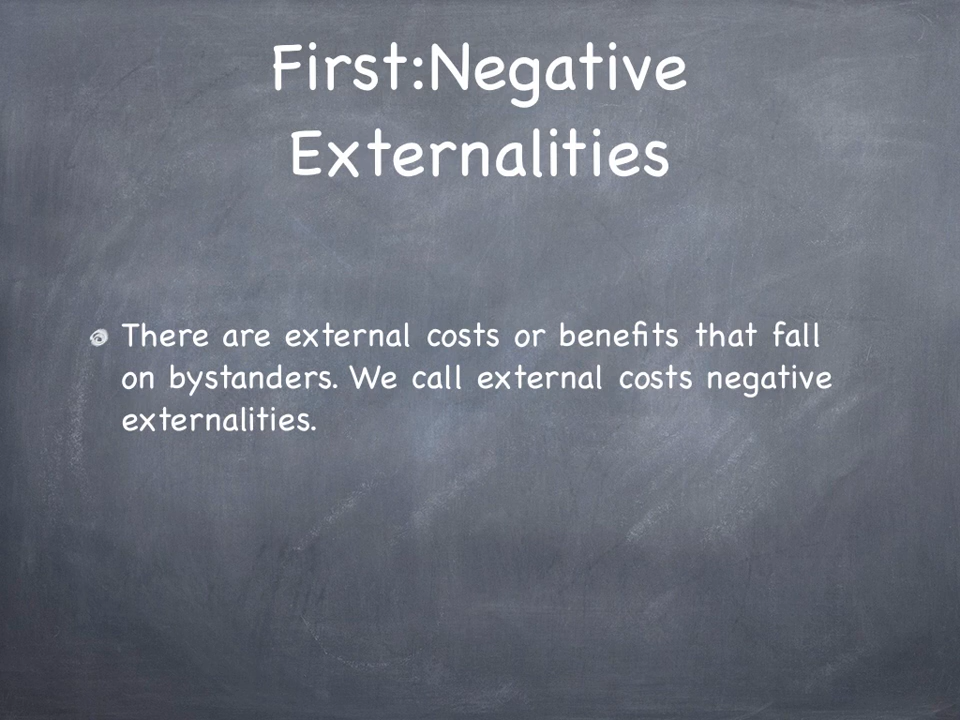 First:Negative
Externalities
There are external costs or benefits that fall
on bystanders. We call external costs negative
externalities.